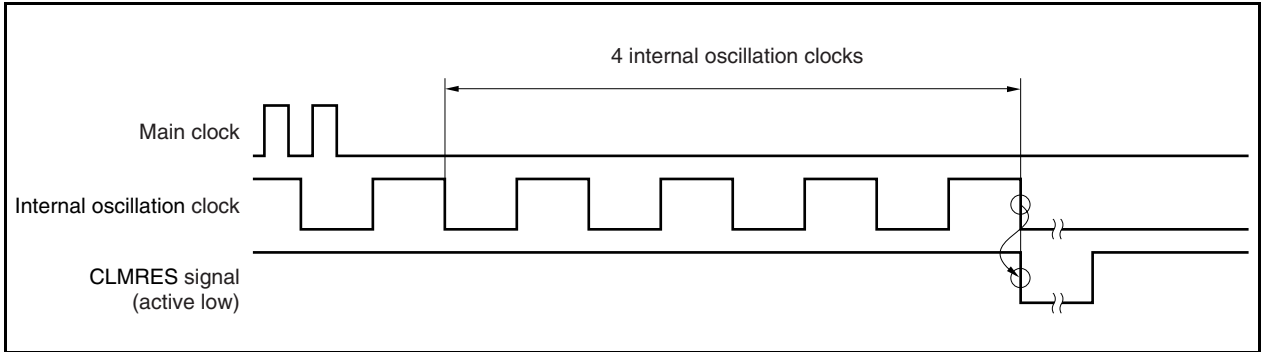 4 internal oscillation clocks
Main clock
Internal oscillation clock
CLMRES signal
(active low)